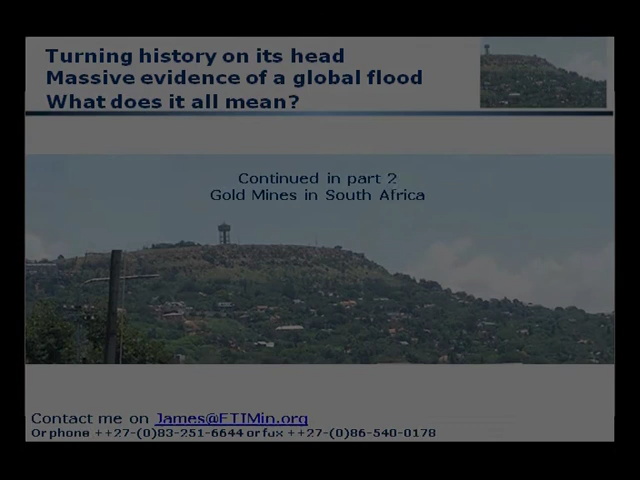 Turning history on its head
Massive evidence of a global flood
What does it all mean?
Continued in part 2
Gold Mines in South Africa
Contact me on James@ETIMin.org
Or phone ++27-(0)83-251-6644 or fax ++27-(0)86-540-0178